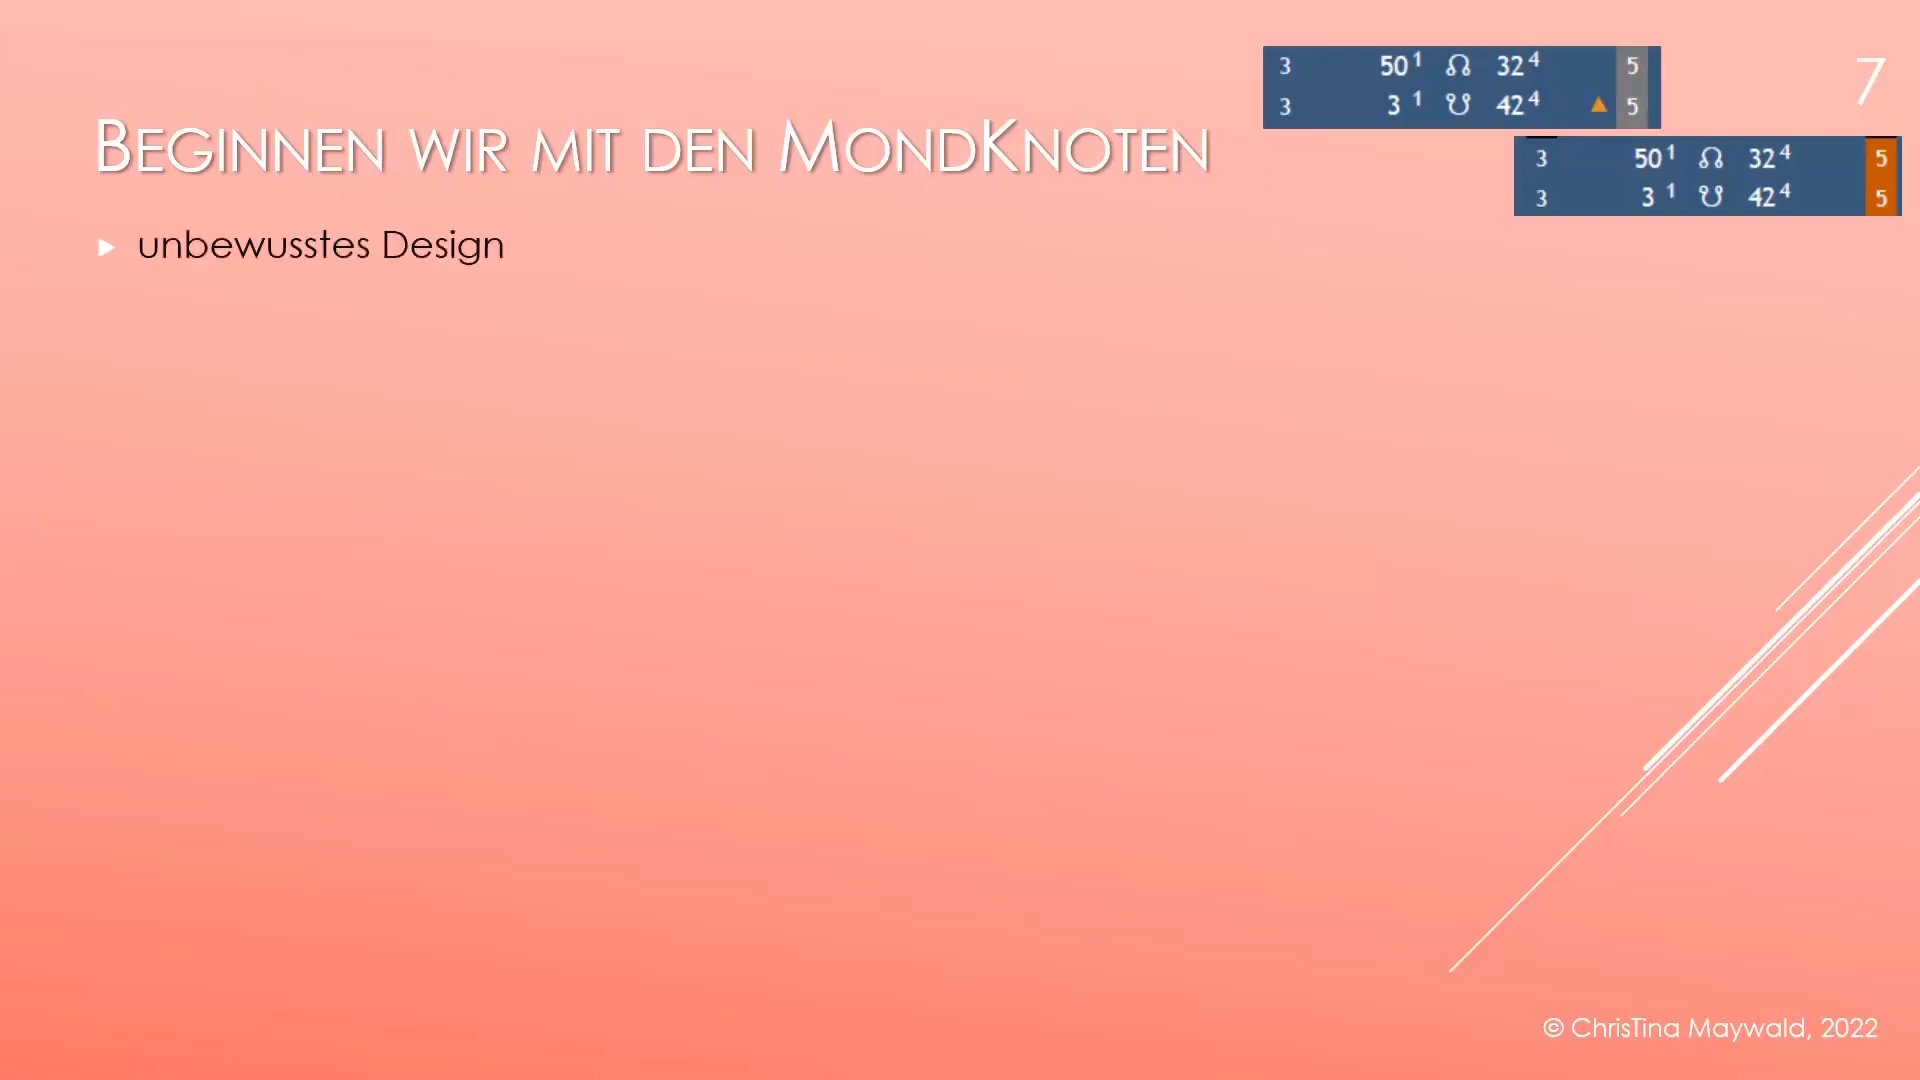 3 50 1 ☊ 32 4 5
3 3 1 ☋ 42 4 ▲ 5
7
BEGINNEN WIR MIT DEN MONDKNOTEN
3 50 1 ☊ 32 4 5
3 3 1 ☋ 42 4 5
unbewusstes Design
© ChrisTina Maywald, 2022